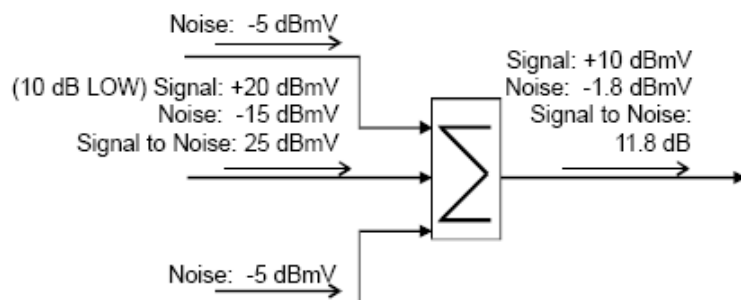 Noise: -5 dBmV
(10 dB LOW) Signal: +20 dBmV
Noise: -15 dBmV
Signal to Noise: 25 dBmV
Noise: -5 dBmV
Signal: +10 dBmV
Noise: -1.8 dBmV
Signal to Noise:
11.8 dB